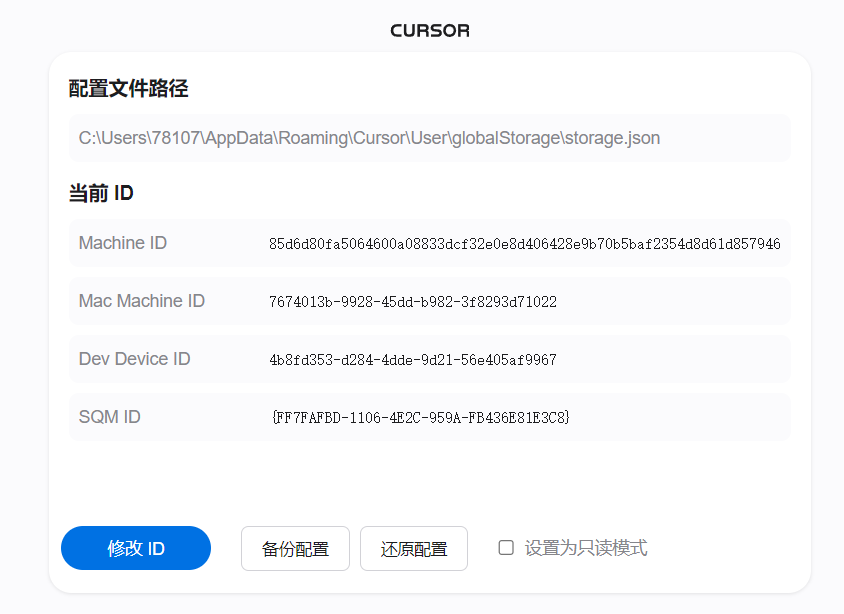 CURSOR
配置文件路径
C:\Users\78107\AppData\Roaming\Cursor\User\globalStorage\storage.json
当前 ID
Machine ID 85d6d80fa5064600a08833dcf32e0e8d406428e9b70b5baf2354d8d61d857946
Mac Machine ID 7674013b-9928-45dd-b982-3f8293d71022
Dev Device ID 4b8fd353-d284-4dde-9d21-56e405af9967
SQM ID {FF7FAFBD-1106-4E2C-959A-FB436E81E3C8}
修改 ID 备份配置 还原配置 设置为只读模式